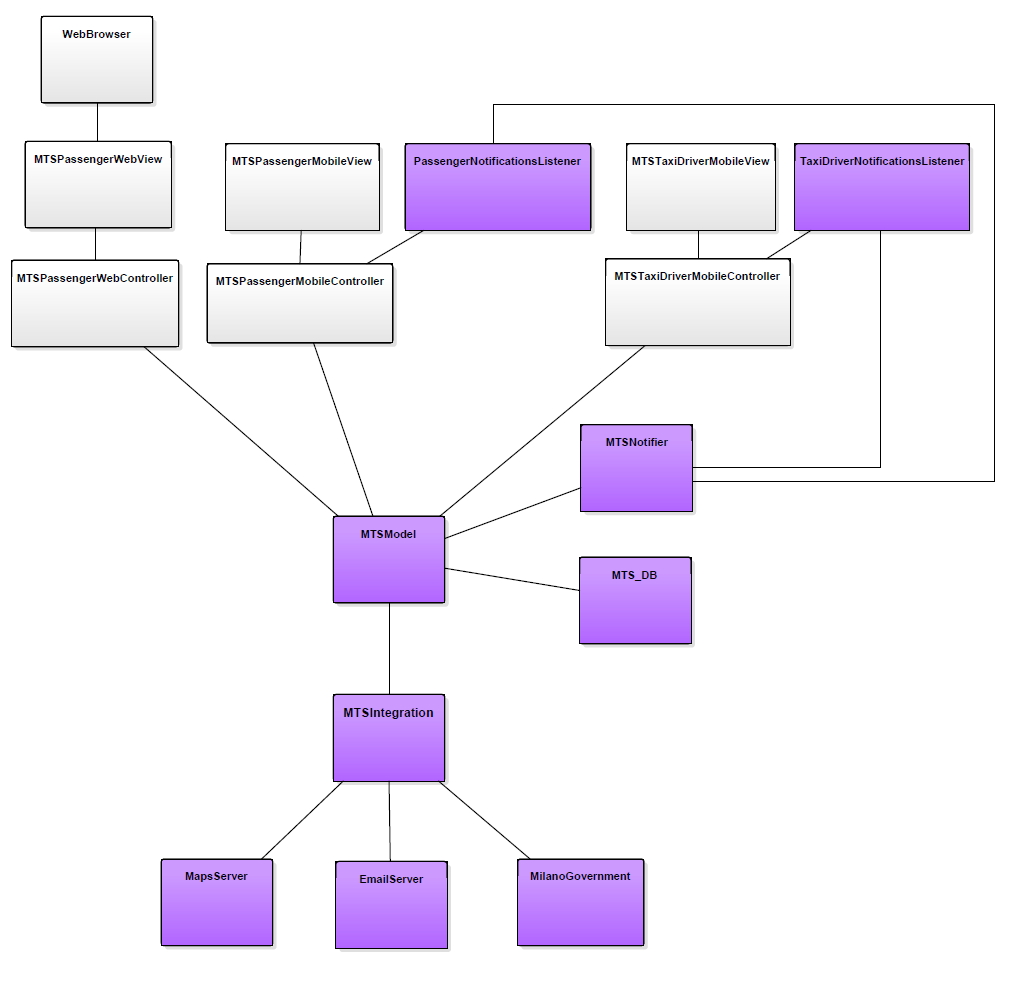 WebBrowser
MTSPassengerWebView
MTSPassengerMobileView
PassengerNotificationsListener
MTSTaxiDriverMobileView
TaxiDriverNotificationsListener
MTSPassengerWebController
MTSPassengerMobileController
MTSTaxiDriverMobileController
MTSNotifier
MTSModel
MTS_DB
MTSIntegration
MapsServer
EmailServer
MilanoGovernment